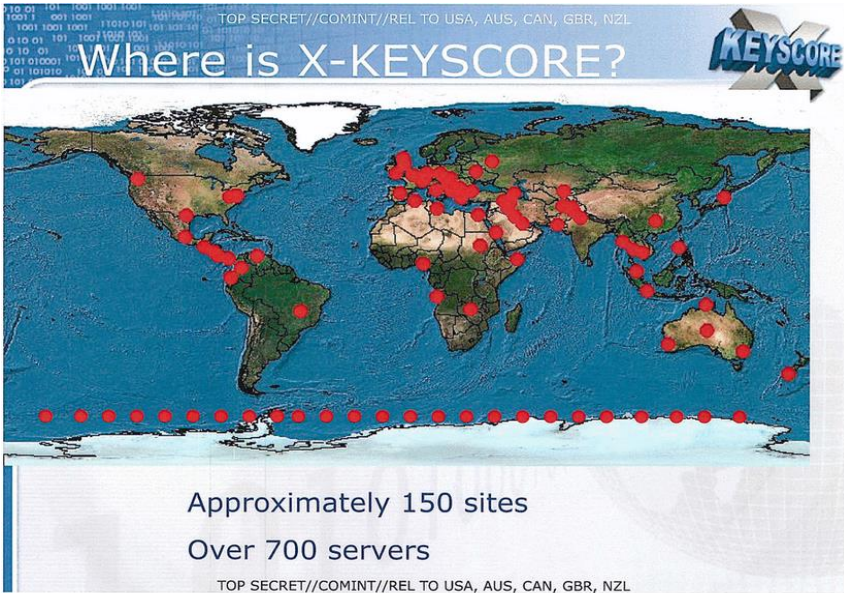 TOP SECRET//COMINT//REL TO USA, AUS, CAN, GBR, NZL
Where is X-KEYSCORE?
X
KEYSCORE
Approximately 150 sites
Over 700 servers
TOP SECRET//COMINT//REL TO USA, AUS, CAN, GBR, NZL